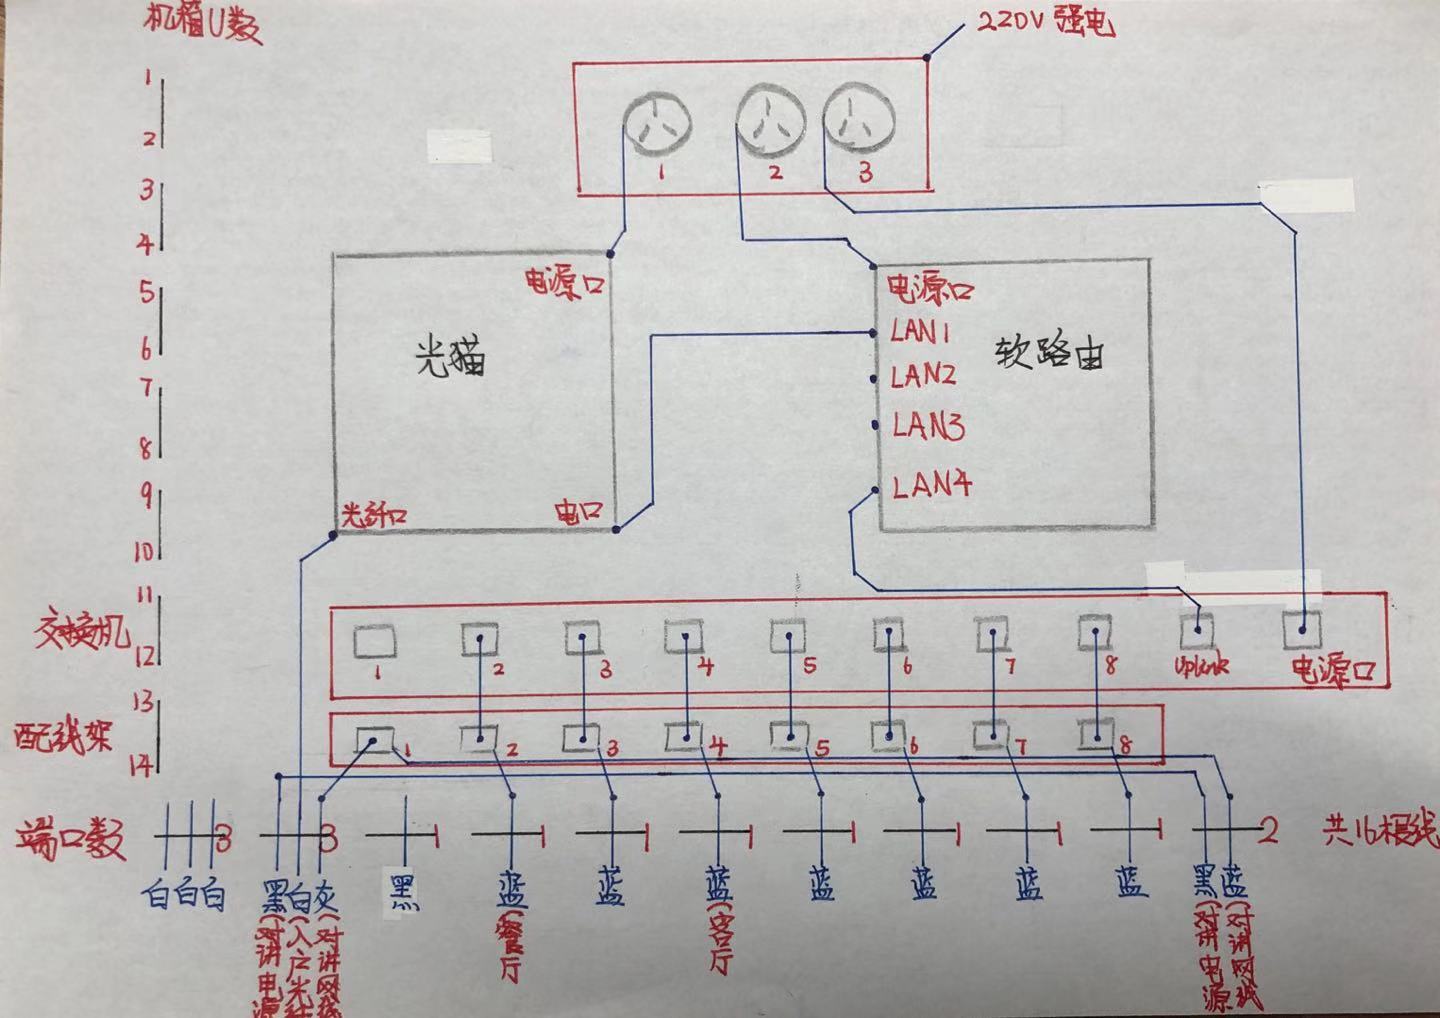 机箱U数
220V 强电
1
2
3
4
5
6
7
8
9
10
11
12
13
14
1
2
3
电源口
光猫
光纤口
电口
电源口
LAN1
LAN2
LAN3
LAN4
软路由
交换机
1
2
3
4
5
6
7
8
Uplink
电源口
配线架
1
2
3
4
5
6
7
8
端口数
3
3
1
1
1
1
1
1
1
1
2
共16根线
白白白
黑(对讲电源
白(入户光纤
灰(对讲网线
黑
蓝(餐厅
蓝
蓝(客厅
蓝
蓝
蓝
蓝
黑(对讲电源
蓝(对讲网线